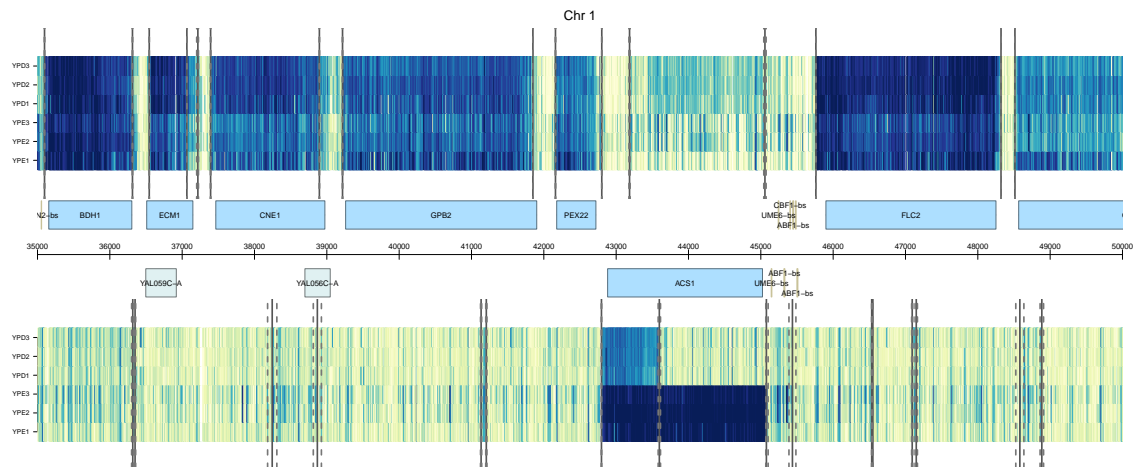 Chr 1
YPD3
YPD2
YPD1
YPE3
YPE2
YPE1
CBF1-bs
N2-bs BDH1 ECM1 CNE1 GPB2 PEX22 UME6-bs FLC2
ABF1-bs
35000 36000 37000 38000 39000 40000 41000 42000 43000 44000 45000 46000 47000 48000 49000 50000
ABF1-bs
YAL059C-A YAL056C-A ACS1 UME6-bs
ABF1-bs
YPD3
YPD2
YPD1
YPE3
YPE2
YPE1